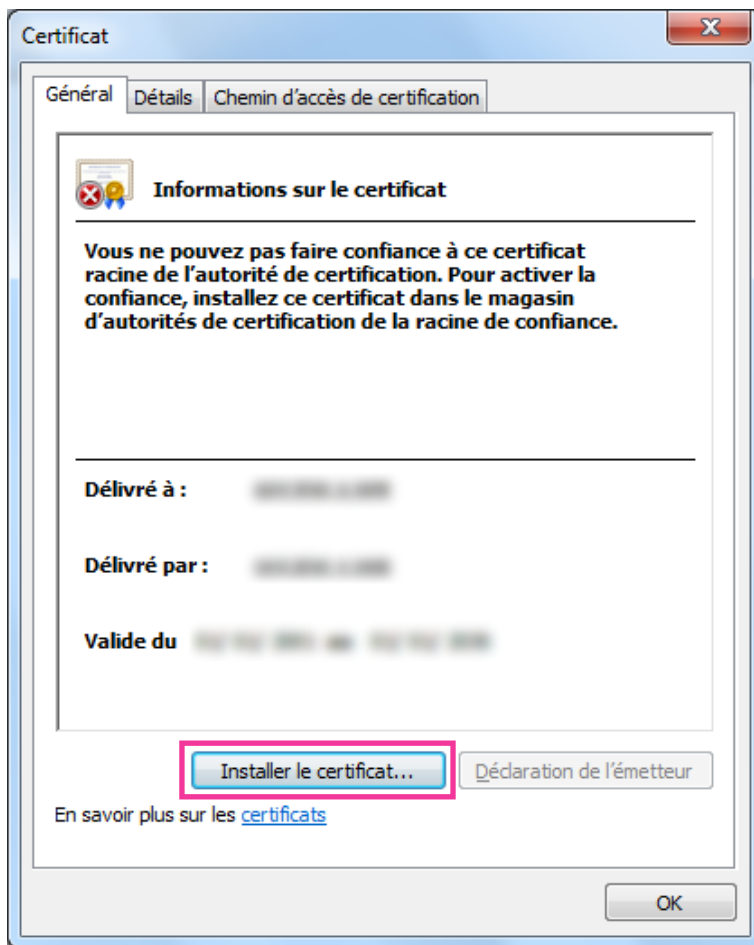 Certificat
Général
Détails
Chemin d'accès de certification
Informations sur le certificat
Vous ne pouvez pas faire confiance à ce certificat
racine de l'autorité de certification. Pour activer la
confiance, installez ce certificat dans le magasin
d'autorités de certification de la racine de confiance.
Délivré à :
Délivré par :
Valide du
Installer le certificat...
Déclaration de l'émetteur
En savoir plus sur les certificats
OK